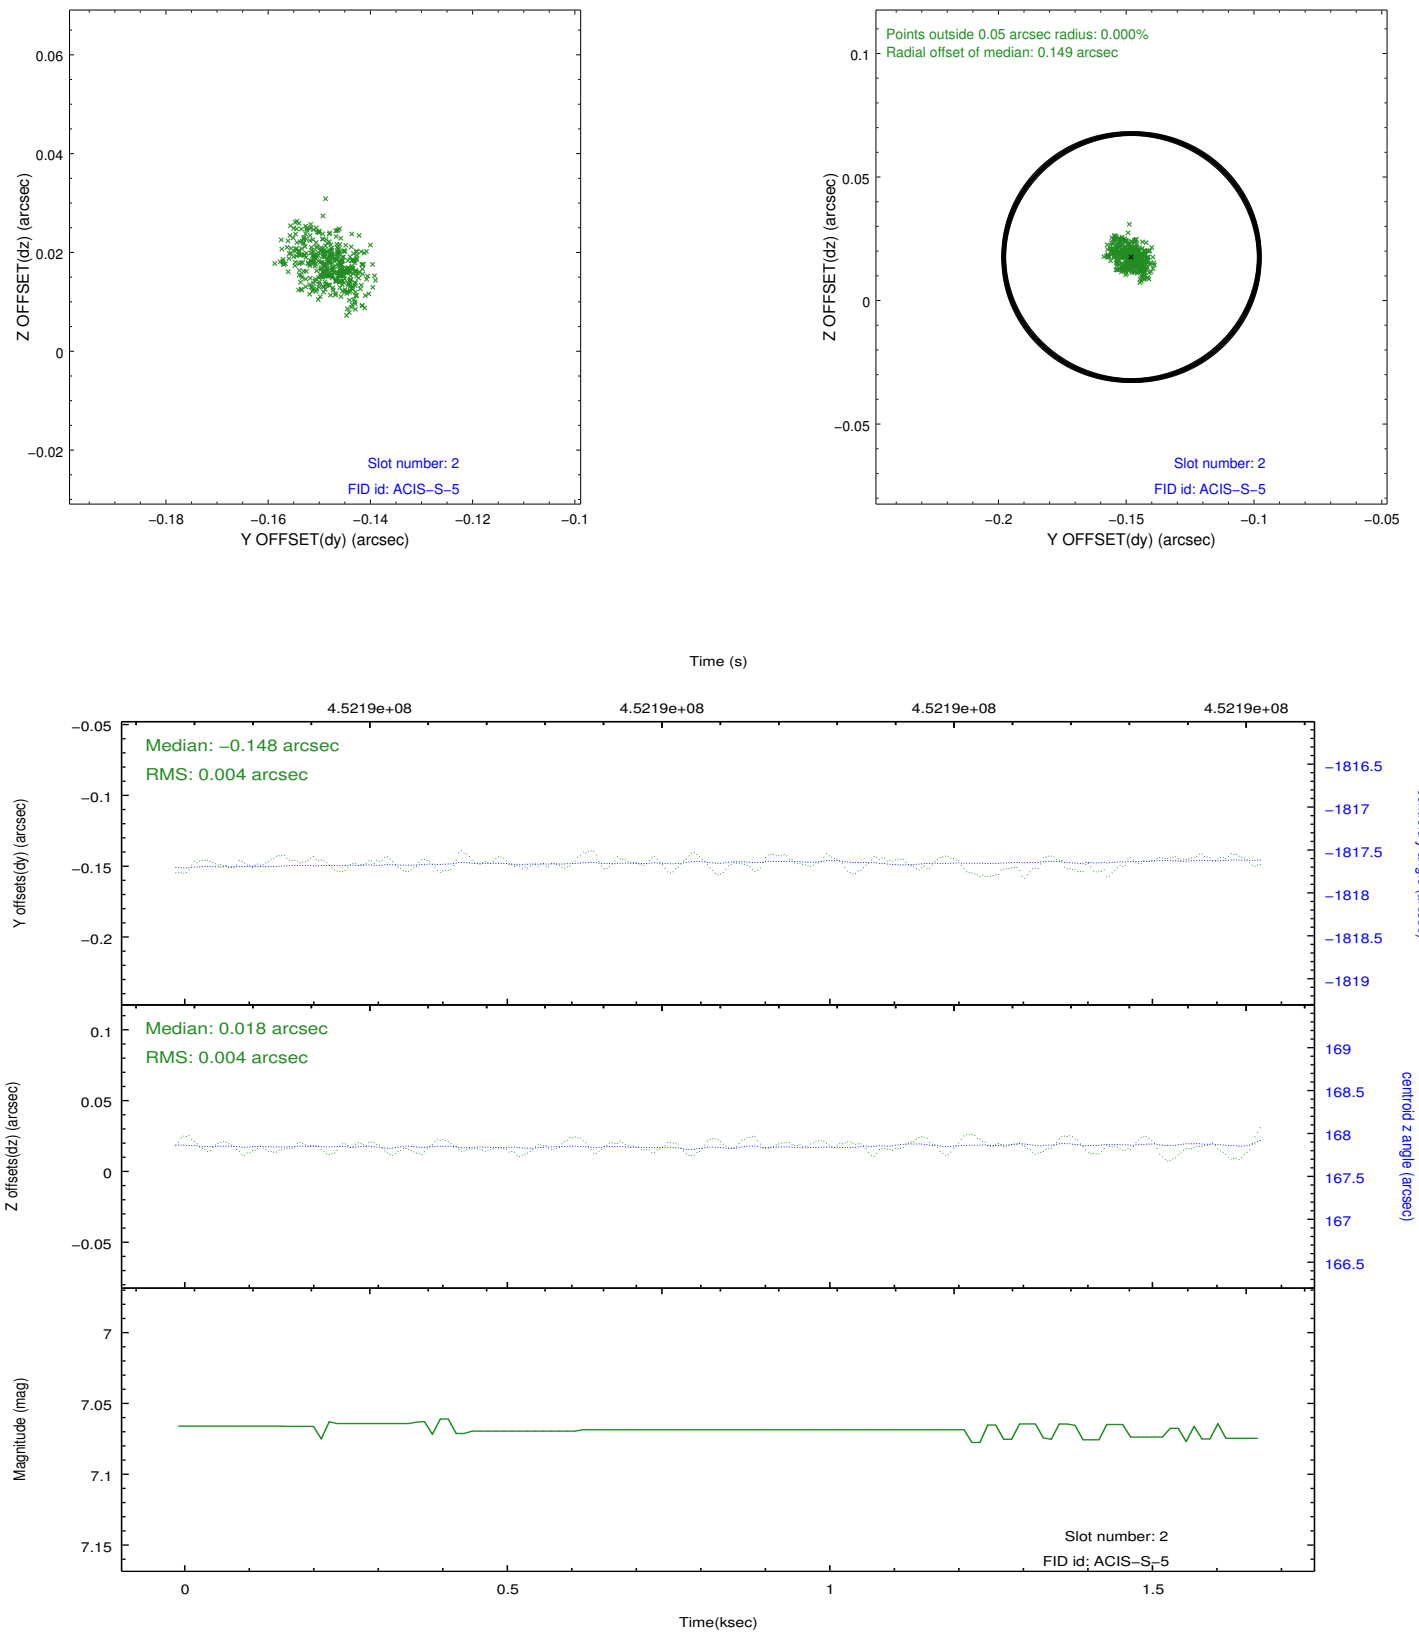 0.06
0.04
0.02
0
−0.02
Z OFFSET(dz) (arcsec)
Slot number: 2
FID id: ACIS−S−5
−0.18
−0.16
−0.14
−0.12
−0.1
Y OFFSET(dy) (arcsec)
Points outside 0.05 arcsec radius: 0.000%
Radial offset of median: 0.149 arcsec
0.1
0.05
0
−0.05
Z OFFSET(dz) (arcsec)
Slot number: 2
FID id: ACIS−S−5
−0.2
−0.15
−0.1
−0.05
Y OFFSET(dy) (arcsec)
Time (s)
4.5219e+08
4.5219e+08
4.5219e+08
4.5219e+08
Median: −0.148 arcsec
RMS: 0.004 arcsec
−0.05
−0.1
−0.15
−0.2
Y offsets(dy) (arcsec)
−1816.5
−1817
−1817.5
−1818
−1818.5
−1819
Median: 0.018 arcsec
RMS: 0.004 arcsec
0.1
0.05
0
−0.05
Z offsets(dz) (arcsec)
169
168.5
168
167.5
167
166.5
centroid z angle (arcsec)
7
7.05
7.1
7.15
Magnitude (mag)
Slot number: 2
FID id: ACIS−S−5
0
0.5
1
1.5
Time(ksec)